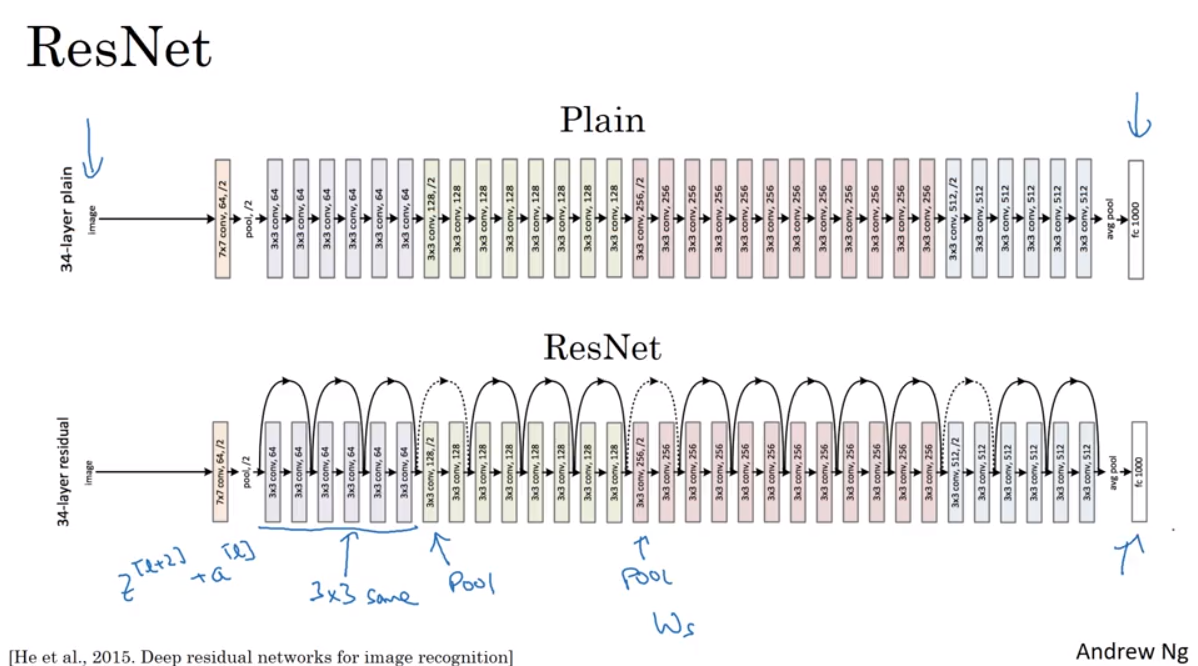 ResNet
Plain
34-layer plain
image
7x7 conv, 64, /2
pool, /2
3x3 conv, 64
3x3 conv, 64
3x3 conv, 64
3x3 conv, 64
3x3 conv, 64
3x3 conv, 64
3x3 conv, 128, /2
3x3 conv, 128
3x3 conv, 128
3x3 conv, 128
3x3 conv, 128
3x3 conv, 128
3x3 conv, 128
3x3 conv, 128
3x3 conv, 256, /2
3x3 conv, 256
3x3 conv, 256
3x3 conv, 256
3x3 conv, 256
3x3 conv, 256
3x3 conv, 256
3x3 conv, 256
3x3 conv, 256
3x3 conv, 256
3x3 conv, 256
3x3 conv, 256
3x3 conv, 512, /2
3x3 conv, 512
3x3 conv, 512
3x3 conv, 512
3x3 conv, 512
3x3 conv, 512
avg pool
fc 1000
ResNet
34-layer residual
image
7x7 conv, 64, /2
pool, /2
3x3 conv, 64
3x3 conv, 64
3x3 conv, 64
3x3 conv, 64
3x3 conv, 64
3x3 conv, 64
3x3 conv, 128, /2
3x3 conv, 128
3x3 conv, 128
3x3 conv, 128
3x3 conv, 128
3x3 conv, 128
3x3 conv, 128
3x3 conv, 128
3x3 conv, 256, /2
3x3 conv, 256
3x3 conv, 256
3x3 conv, 256
3x3 conv, 256
3x3 conv, 256
3x3 conv, 256
3x3 conv, 256
3x3 conv, 256
3x3 conv, 256
3x3 conv, 256
3x3 conv, 256
3x3 conv, 512, /2
3x3 conv, 512
3x3 conv, 512
3x3 conv, 512
3x3 conv, 512
3x3 conv, 512
avg pool
fc 1000
z[l+2] + a[l]
3x3 same
Pool
POOL
Ws
[He et al., 2015. Deep residual networks for image recognition]
Andrew Ng